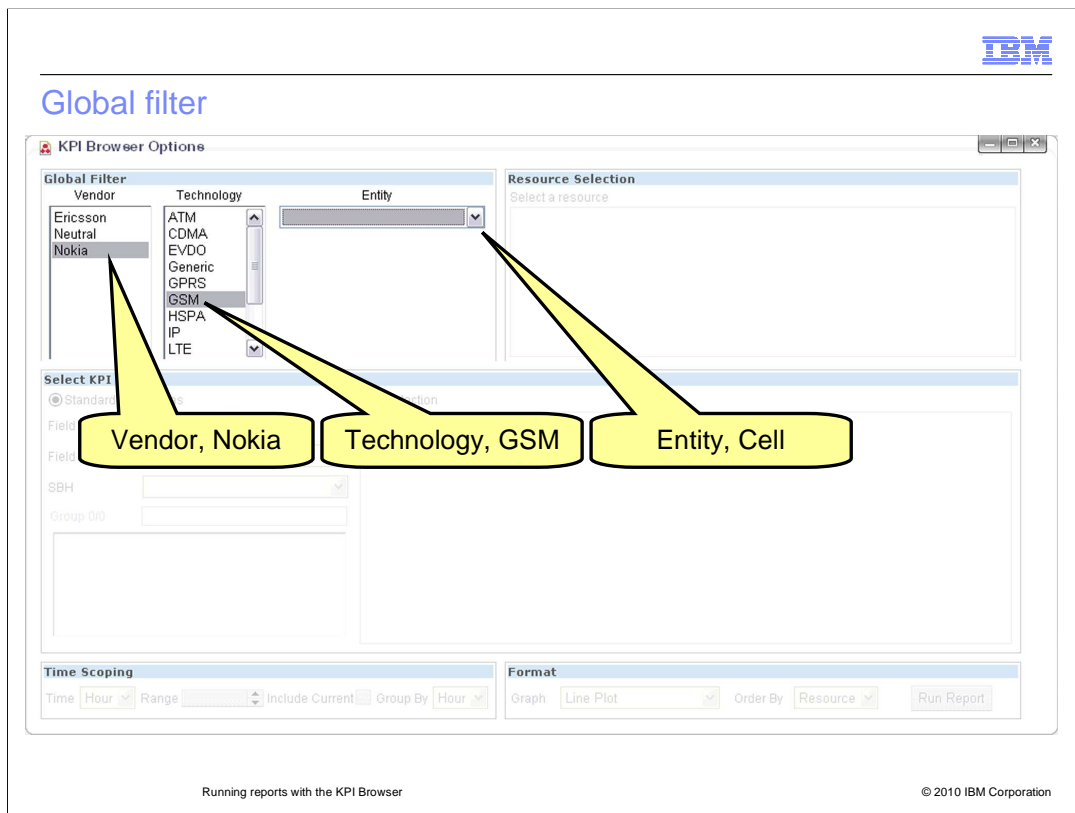 IBM
Global filter
KPI Browser Options
Global Filter
Vendor Technology Entity
Ericsson
Neutral
Nokia
ATM
CDMA
EVDO
Generic
GPRS
GSM
HSPA
IP
LTE
Resource Selection
Select a resource
Vendor, Nokia
Technology, GSM
Entity, Cell
Select KPI
Standard
Field
Field
SBH
Group 0/0
Time Scoping
Time Hour Range Include Current Group By Hour
Format
Graph Line Plot Order By Resource Run Report
Running reports with the KPI Browser
© 2010 IBM Corporation